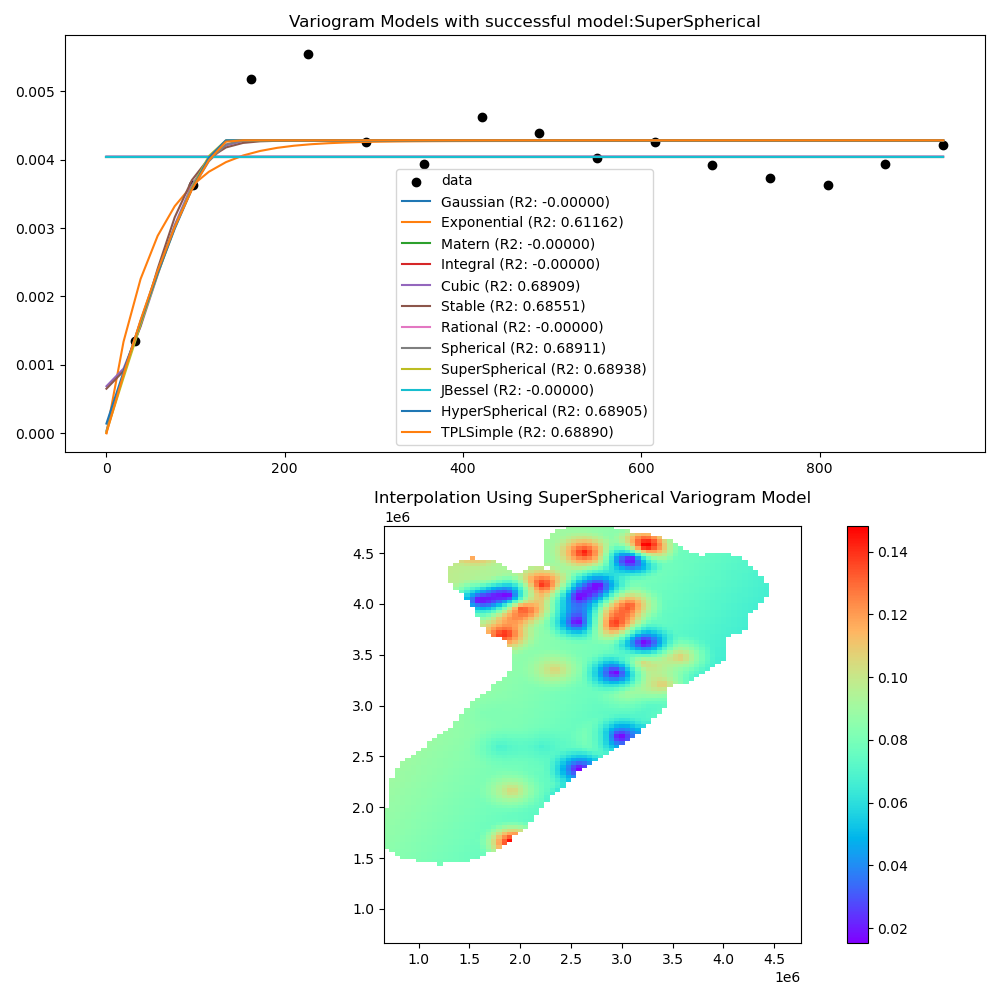 Variogram Models with successful model:SuperSpherical
0.005
0.004
0.003
0.002
0.001
0.000
data
Gaussian (R2: -0.00000)
Exponential (R2: 0.61162)
Matern (R2: -0.00000)
Integral (R2: -0.00000)
Cubic (R2: 0.68909)
Stable (R2: 0.68551)
Rational (R2: -0.00000)
Spherical (R2: 0.68911)
SuperSpherical (R2: 0.68938)
JBessel (R2: -0.00000)
HyperSpherical (R2: 0.68905)
TPLSimple (R2: 0.68890)
0 200 400 600 800
Interpolation Using SuperSpherical Variogram Model
1e6
4.5
4.0
3.5
3.0
2.5
2.0
1.5
1.0
1.0 1.5 2.0 2.5 3.0 3.5 4.0 4.5
1e6
0.14
0.12
0.10
0.08
0.06
0.04
0.02